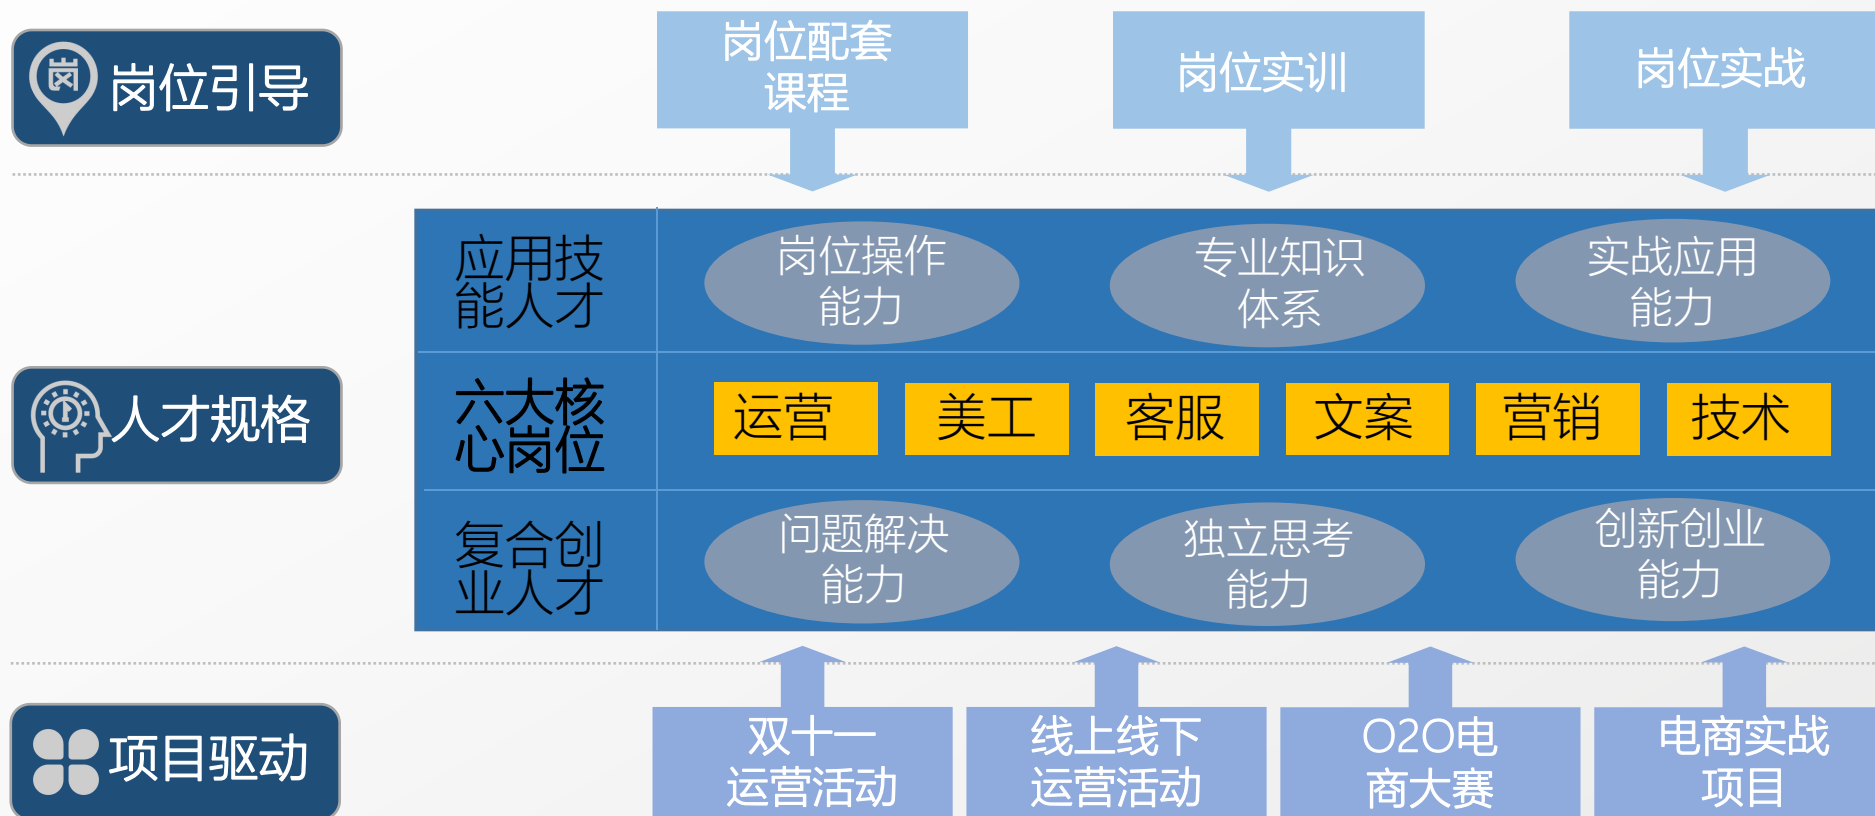 岗
岗位引导
岗位配套
课程
岗位实训
岗位实战
人才规格
应用技
能人才
岗位操作
能力
专业知识
体系
实战应用
能力
六大核
心岗位
运营
美工
客服
文案
营销
技术
复合创
业人才
问题解决
能力
独立思考
能力
创新创业
能力
项目驱动
双十一
运营活动
线上线下
运营活动
O2O电
商大赛
电商实战
项目